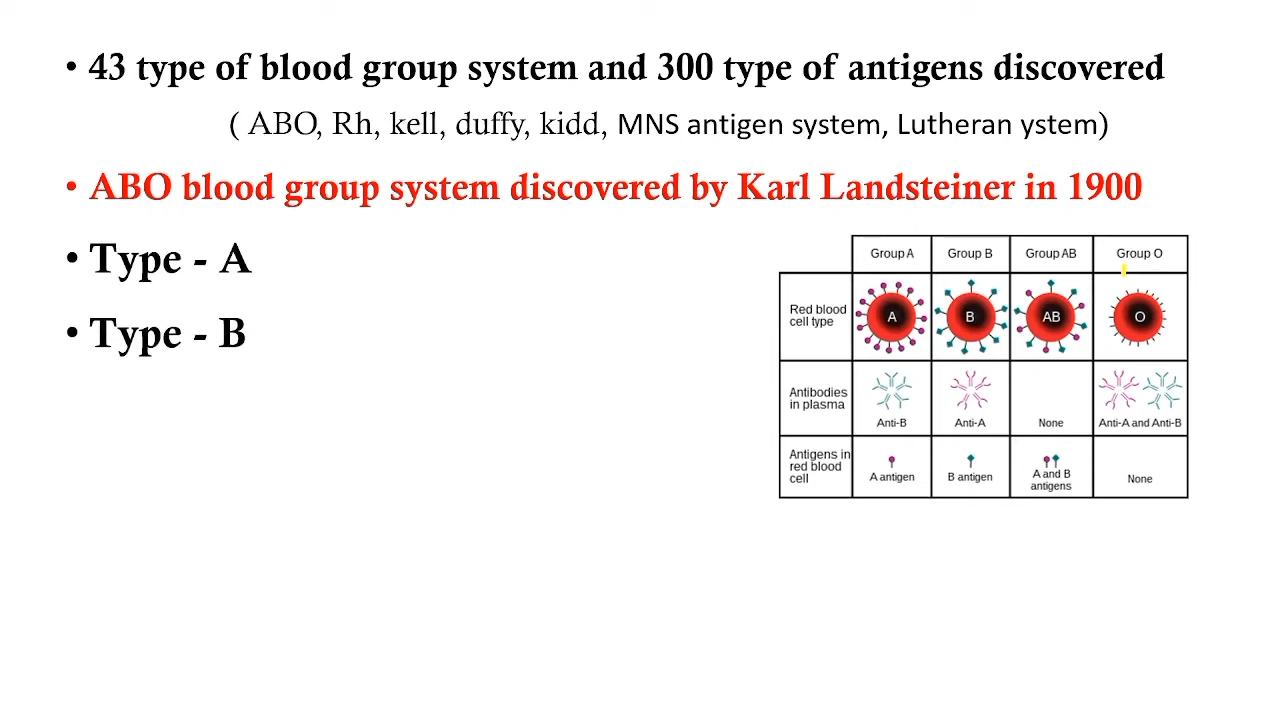 • 43 type of blood group system and 300 type of antigens discovered
( ABO, Rh, kell, duffy, kidd, MNS antigen system, Lutheran ystem)
• ABO blood group system discovered by Karl Landsteiner in 1900
• Type - A
• Type - B
Group A Group B Group AB Group O
Red blood
cell type
A B AB O
Antibodies
in plasma
Anti-B Anti-A None Anti-A and Anti-B
Antigens in
red blood
cell
A antigen B antigen A and B
antigens None